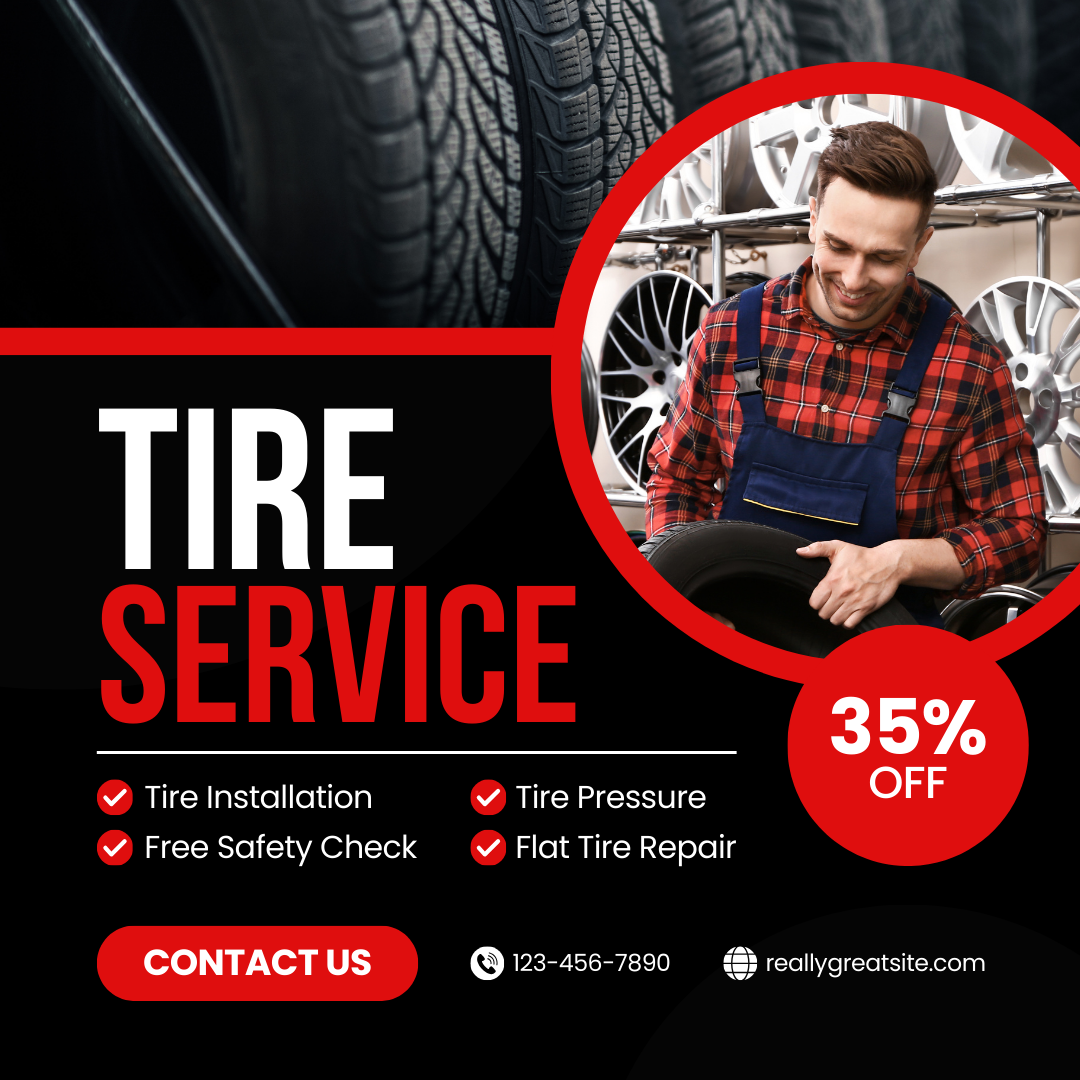 TIRE
SERVICE
35%
OFF
Tire Installation
Tire Pressure
Free Safety Check
Flat Tire Repair
CONTACT US
123-456-7890
reallygreatsite.com